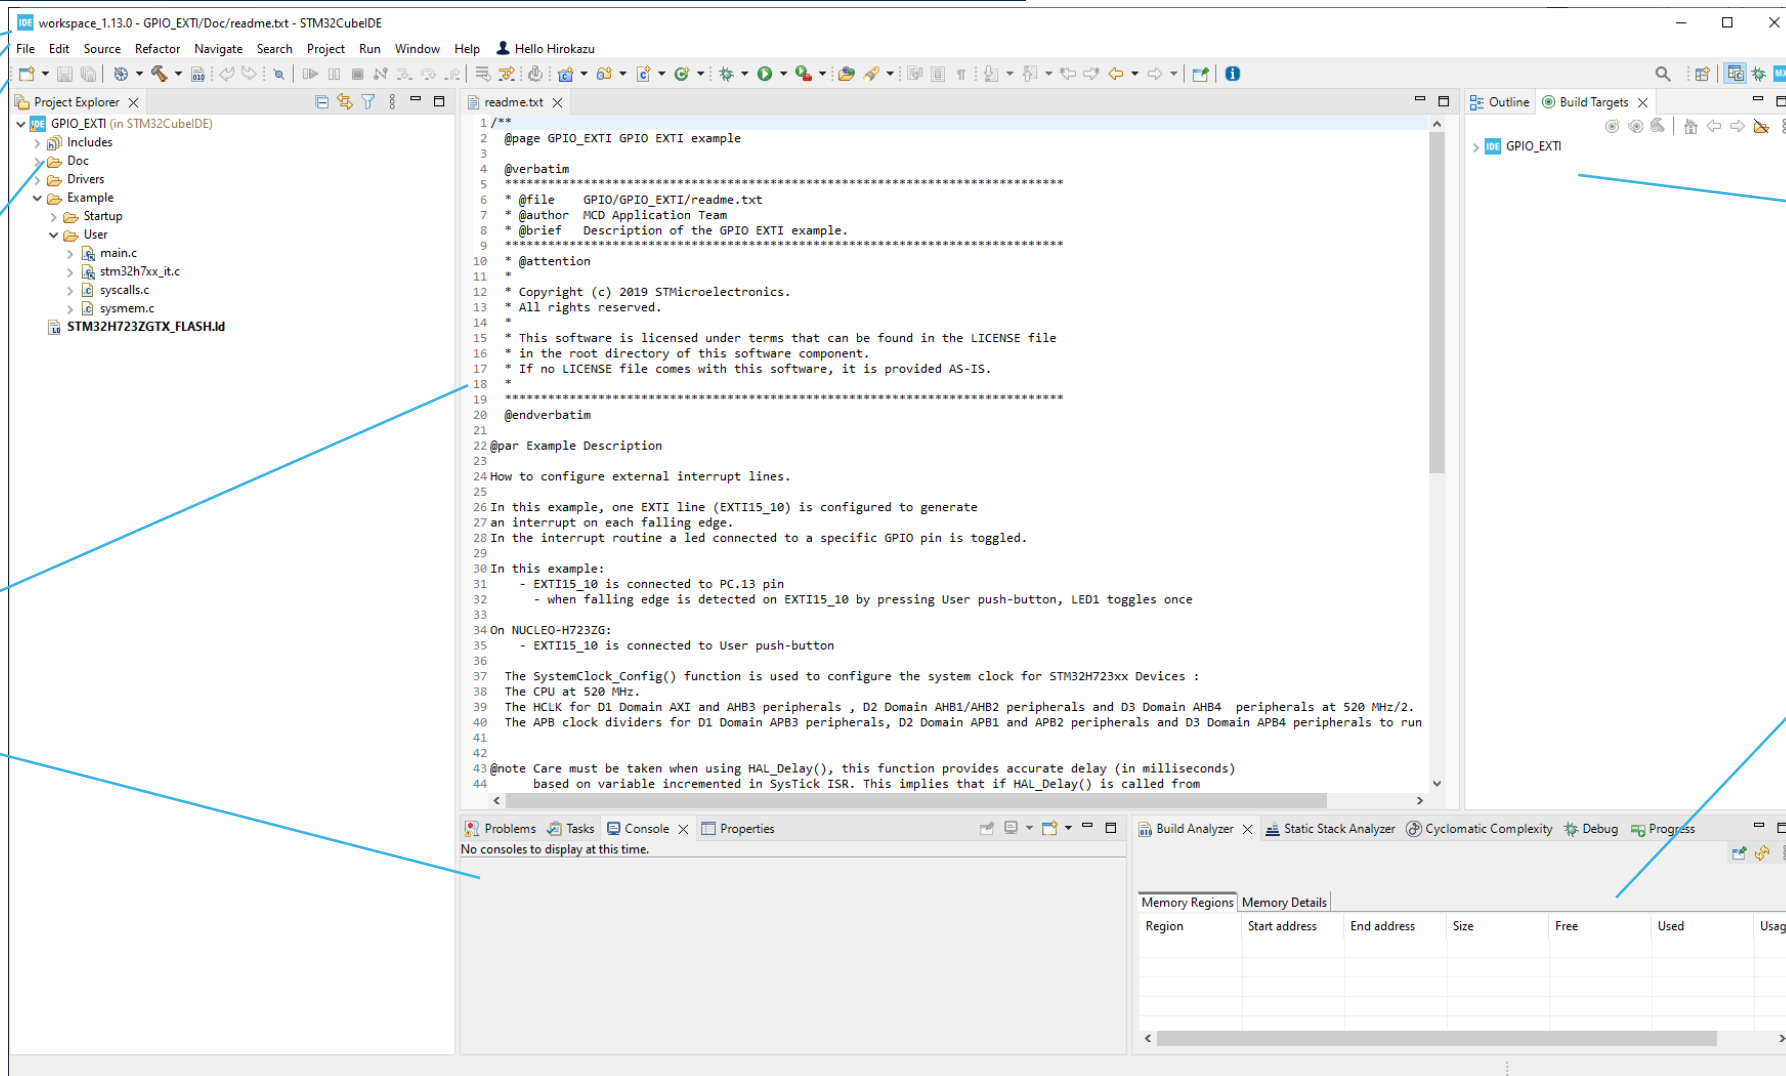 workspace_1.13.0 - GPIO_EXTI/Doc/readme.txt - STM32CubeIDE
File Edit Source Refactor Navigate Search Project Run Window Help Hello Hirokazu
Project Explorer
GPIO_EXTI (in STM32CubeIDE)
Includes
Doc
Drivers
Example
Startup
User
main.c
stm32h7xx_it.c
syscalls.c
sysmem.c
STM32H723ZGTX_FLASH.ld
readme.txt
1 /**
2 @page GPIO_EXTI GPIO EXTI example
3
4 @verbatim
5 ******************************************************************************
6 * @file GPIO/GPIO_EXTI/readme.txt
7 * @author MCD Application Team
8 * @brief Description of the GPIO EXTI example.
9 ******************************************************************************
10 * @attention
11 *
12 * Copyright (c) 2019 STMicroelectronics.
13 * All rights reserved.
14 *
15 * This software is licensed under terms that can be found in the LICENSE file
16 * in the root directory of this software component.
17 * If no LICENSE file comes with this software, it is provided AS-IS.
18 *
19 ******************************************************************************
20 @endverbatim
21
22 @par Example Description
23
24 How to configure external interrupt lines.
25
26 In this example, one EXTI line (EXTI15_10) is configured to generate
27 an interrupt on each falling edge.
28 In the interrupt routine a led connected to a specific GPIO pin is toggled.
29
30 In this example:
31 - EXTI15_10 is connected to PC.13 pin
32 - when falling edge is detected on EXTI15_10 by pressing User push-button, LED1 toggles once
33
34 On NUCLEO-H723ZG:
35 - EXTI15_10 is connected to User push-button
36
37 The SystemClock_Config() function is used to configure the system clock for STM32H723xx Devices :
38 The CPU at 520 MHz.
39 The HCLK for D1 Domain AXI and AHB3 peripherals , D2 Domain AHB1/AHB2 peripherals and D3 Domain AHB4 peripherals at 520 MHz/2.
40 The APB clock dividers for D1 Domain APB3 peripherals, D2 Domain APB1 and APB2 peripherals and D3 Domain APB4 peripherals to run
41
42
43 @note Care must be taken when using HAL_Delay(), this function provides accurate delay (in milliseconds)
44 based on variable incremented in SysTick ISR. This implies that if HAL_Delay() is called from
Outline Build Targets
GPIO_EXTI
Problems Tasks Console Properties
No consoles to display at this time.
Build Analyzer Static Stack Analyzer Cyclomatic Complexity Debug Progress
Memory Regions Memory Details
Region Start address End address Size Free Used Usag